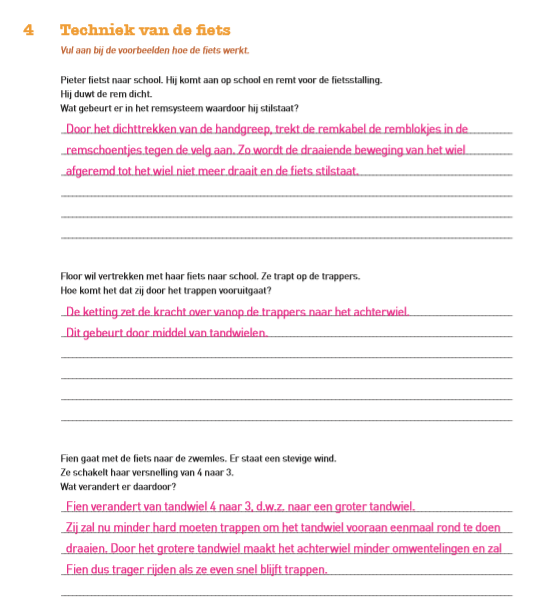 4 Techniek van de fiets
Vul aan bij de voorbeelden hoe de fiets werkt.
Pieter fietst naar school. Hij komt aan op school en remt voor de fietsstalling.
Hij duwt de rem dicht.
Wat gebeurt er in het remsysteem waardoor hij stilstaat?
Door het dichttrekken van de handgreep, trekt de remkabel de remblokjes in de
remschoentjes tegen de velg aan. Zo wordt de draaiende beweging van het wiel
afgeremd tot het wiel niet meer draait en de fiets stilstaat.
Floor wil vertrekken met haar fiets naar school. Ze trapt op de trappers.
Hoe komt het dat zij door het trappen vooruitgaat?
De ketting zet de kracht over vanop de trappers naar het achterwiel.
Dit gebeurt door middel van tandwielen.
Fien gaat met de fiets naar de zwemles. Er staat een stevige wind.
Ze schakelt haar versnelling van 4 naar 3.
Wat verandert er daardoor?
Fien verandert van tandwiel 4 naar 3, d.w.z. naar een groter tandwiel.
Zij zal nu minder hard moeten trappen om het tandwiel vooraan eenmaal rond te doen
draaien. Door het grotere tandwiel maakt het achterwiel minder omwentelingen en zal
Fien dus trager rijden als ze even snel blijft trappen.